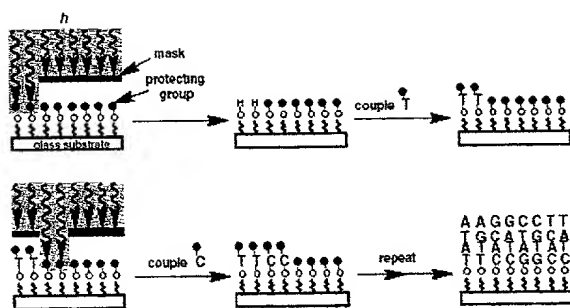 h
mask
protecting
group
glass substrate
H H
couple T
T T
T T
couple C
T T C C
repeat
A A G G C C T T
T G C A T G C A
A T A T A T A T
T T C C G G C C